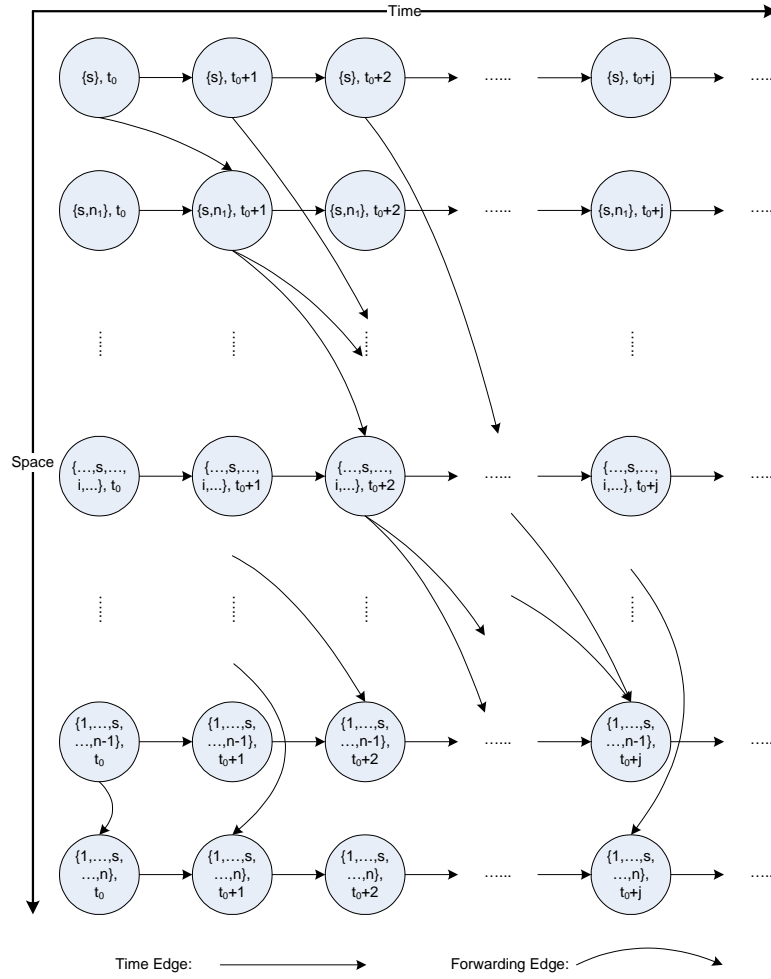 Time
{s}, t₀
{s}, t₀+1
{s}, t₀+2
......
{s}, t₀+j
.....
{s,n₁}, t₀
{s,n₁}, t₀+1
{s,n₁}, t₀+2
......
{s,n₁}, t₀+j
.....
......
......
......
......
Space
{…,s,…,
i,...}, t₀
{…,s,…,
i,...}, t₀+1
{…,s,…,
i,...}, t₀+2
......
{…,s,…,
i,...}, t₀+j
.....
......
......
......
......
{1,…,s,
…,n-1},
t₀
{1,…,s,
…,n-1},
t₀+1
{1,…,s,
…,n-1},
t₀+2
......
{1,…,s,
…,n-1},
t₀+j
.....
{1,…,s,
…,n},
t₀
{1,…,s,
…,n},
t₀+1
{1,…,s,
…,n},
t₀+2
......
{1,…,s,
…,n},
t₀+j
.....
Time Edge:
Forwarding Edge: